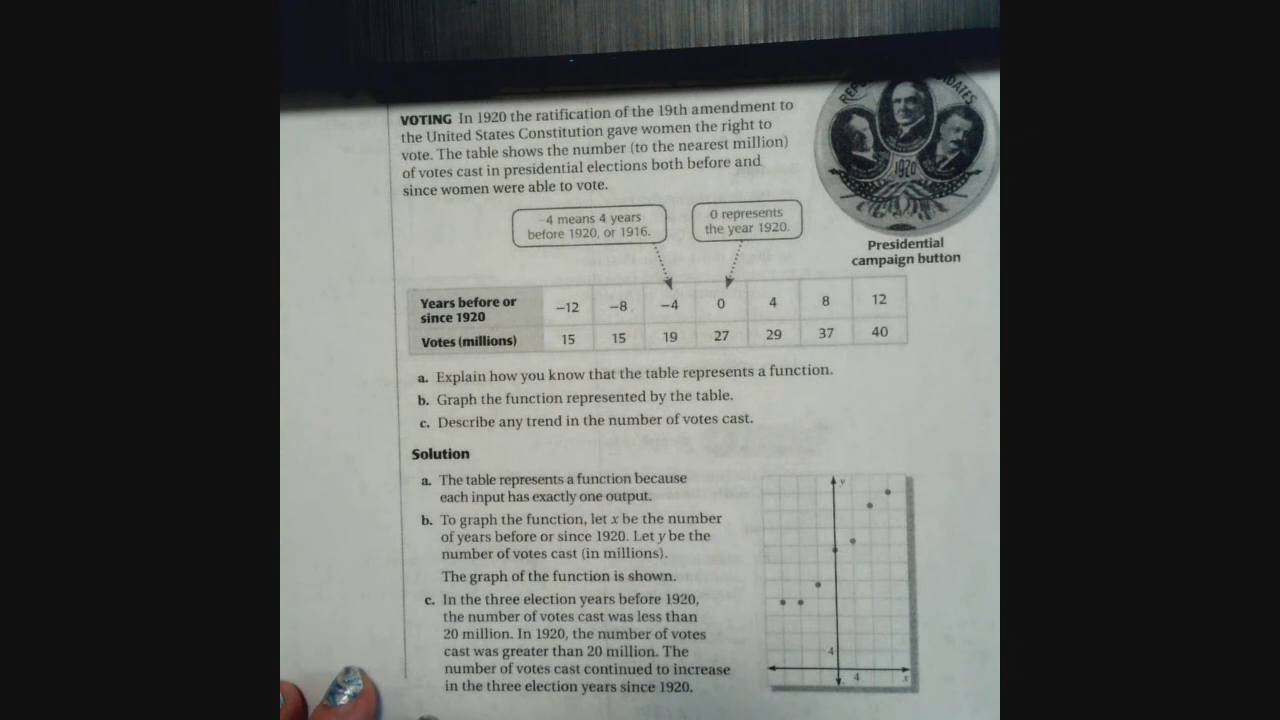 REPU
DIDATES
1920
VOTING In 1920 the ratification of the 19th amendment to
the United States Constitution gave women the right to
vote. The table shows the number (to the nearest million)
of votes cast in presidential elections both before and
since women were able to vote.
Presidential
campaign button
-4 means 4 years
before 1920, or 1916.
0 represents
the year 1920.
Years before or
since 1920
−12 −8 −4 0 4 8 12
Votes (millions) 15 15 19 27 29 37 40
a. Explain how you know that the table represents a function.
b. Graph the function represented by the table.
c. Describe any trend in the number of votes cast.
Solution
a. The table represents a function because
each input has exactly one output.
b. To graph the function, let x be the number
of years before or since 1920. Let y be the
number of votes cast (in millions).
The graph of the function is shown.
c. In the three election years before 1920,
the number of votes cast was less than
20 million. In 1920, the number of votes
cast was greater than 20 million. The
number of votes cast continued to increase
in the three election years since 1920.
y
4
4
x